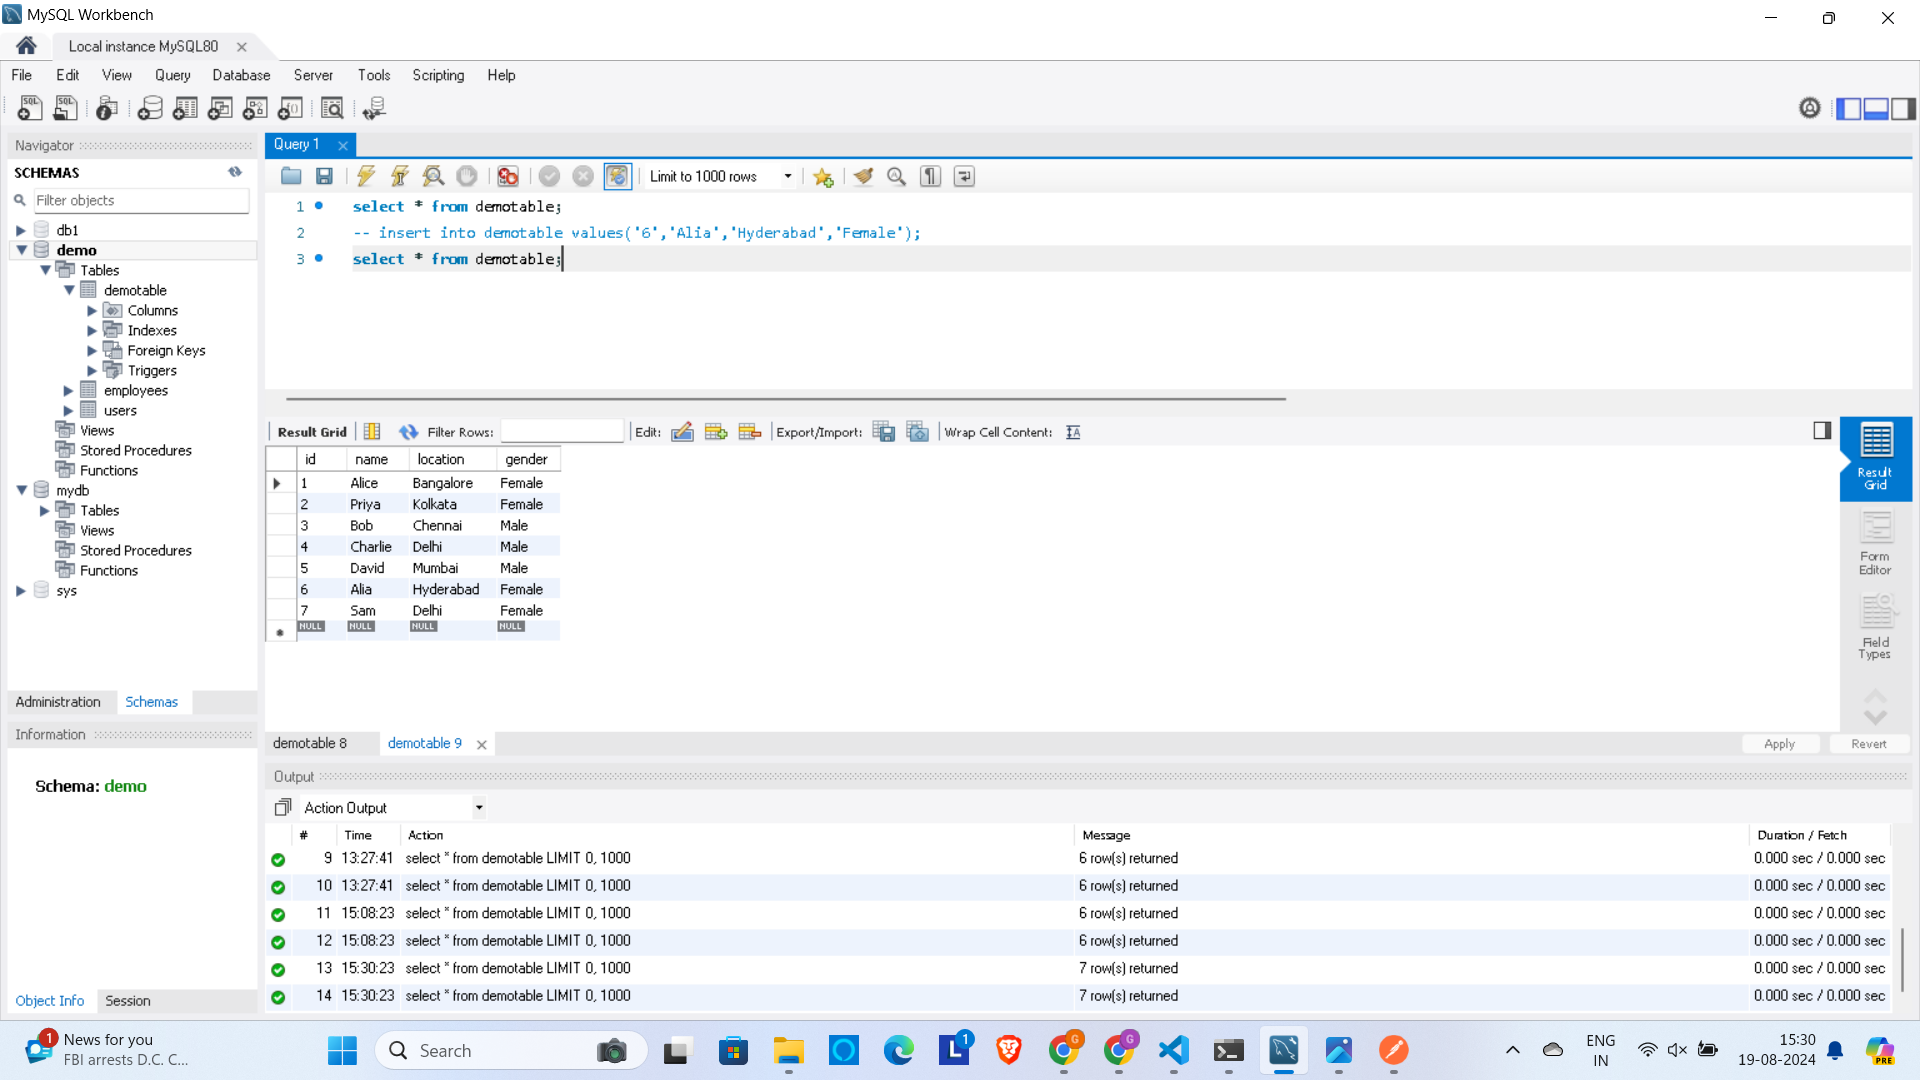 MySQL Workbench
Local instance MySQL80
File Edit View Query Database Server Tools Scripting Help
Navigator
SCHEMAS
Filter objects
db1
demo
Tables
demotable
Columns
Indexes
Foreign Keys
Triggers
employees
users
Views
Stored Procedures
Functions
mydb
Tables
Views
Stored Procedures
Functions
sys
Administration Schemas
Information
Schema: demo
Object Info Session
Query 1
Limit to 1000 rows
1 select * from demotable;
2 -- insert into demotable values('6','Alia','Hyderabad','Female');
3 select * from demotable;
Result Grid Filter Rows: Edit: Export/Import: Wrap Cell Content:
id name location gender
1 Alice Bangalore Female
2 Priya Kolkata Female
3 Bob Chennai Male
4 Charlie Delhi Male
5 David Mumbai Male
6 Alia Hyderabad Female
7 Sam Delhi Female
NULL NULL NULL NULL
Result
Grid
Form
Editor
Field
Types
demotable 8 demotable 9 Apply Revert
Output
Action Output
# Time Action Message Duration / Fetch
9 13:27:41 select * from demotable LIMIT 0, 1000 6 row(s) returned 0.000 sec / 0.000 sec
10 13:27:41 select * from demotable LIMIT 0, 1000 6 row(s) returned 0.000 sec / 0.000 sec
11 15:08:23 select * from demotable LIMIT 0, 1000 6 row(s) returned 0.000 sec / 0.000 sec
12 15:08:23 select * from demotable LIMIT 0, 1000 6 row(s) returned 0.000 sec / 0.000 sec
13 15:30:23 select * from demotable LIMIT 0, 1000 7 row(s) returned 0.000 sec / 0.000 sec
14 15:30:23 select * from demotable LIMIT 0, 1000 7 row(s) returned 0.000 sec / 0.000 sec
1 News for you
FBI arrests D.C. C...
Search
L 1
G
G
ENG
IN
15:30
19-08-2024
PRE